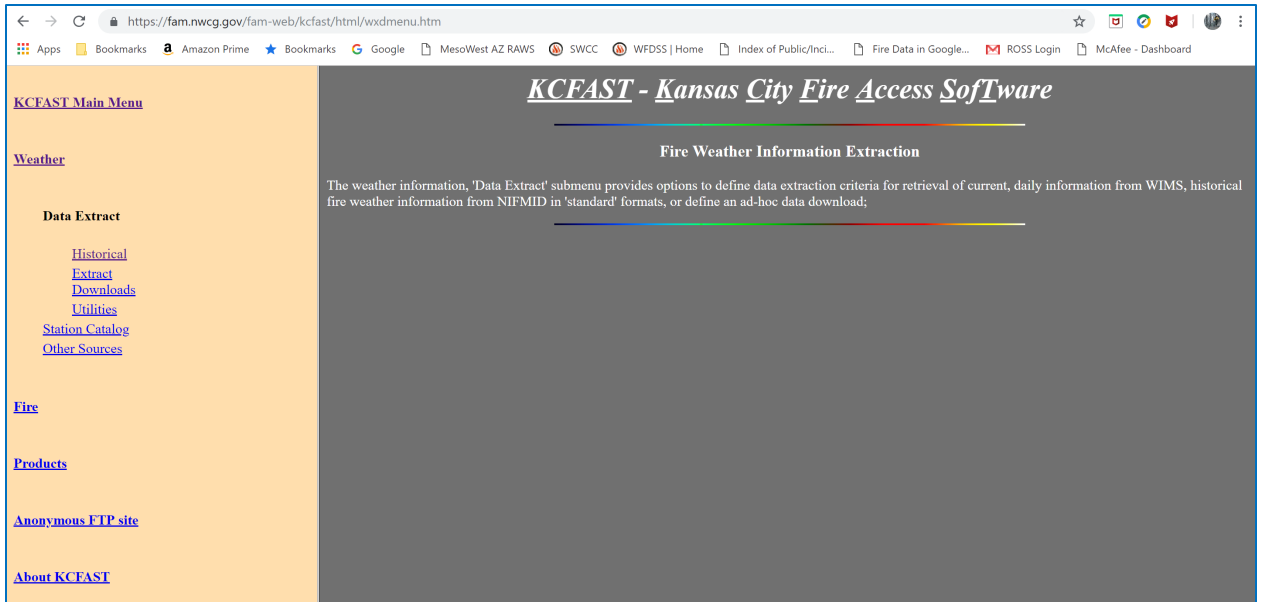 https://fam.nwcg.gov/fam-web/kcfast/html/wxdmenu.htm
Apps Bookmarks Amazon Prime Bookmarks Google MesoWest AZ RAWS SWCC WFDSS | Home Index of Public/Inci... Fire Data in Google... ROSS Login McAfee - Dashboard
KCFAST Main Menu
Weather
Data Extract
Historical
Extract
Downloads
Utilities
Station Catalog
Other Sources
Fire
Products
Anonymous FTP site
About KCFAST
KCFAST - Kansas City Fire Access SofTware
Fire Weather Information Extraction
The weather information, 'Data Extract' submenu provides options to define data extraction criteria for retrieval of current, daily information from WIMS, historical
fire weather information from NIFMID in 'standard' formats, or define an ad-hoc data download;